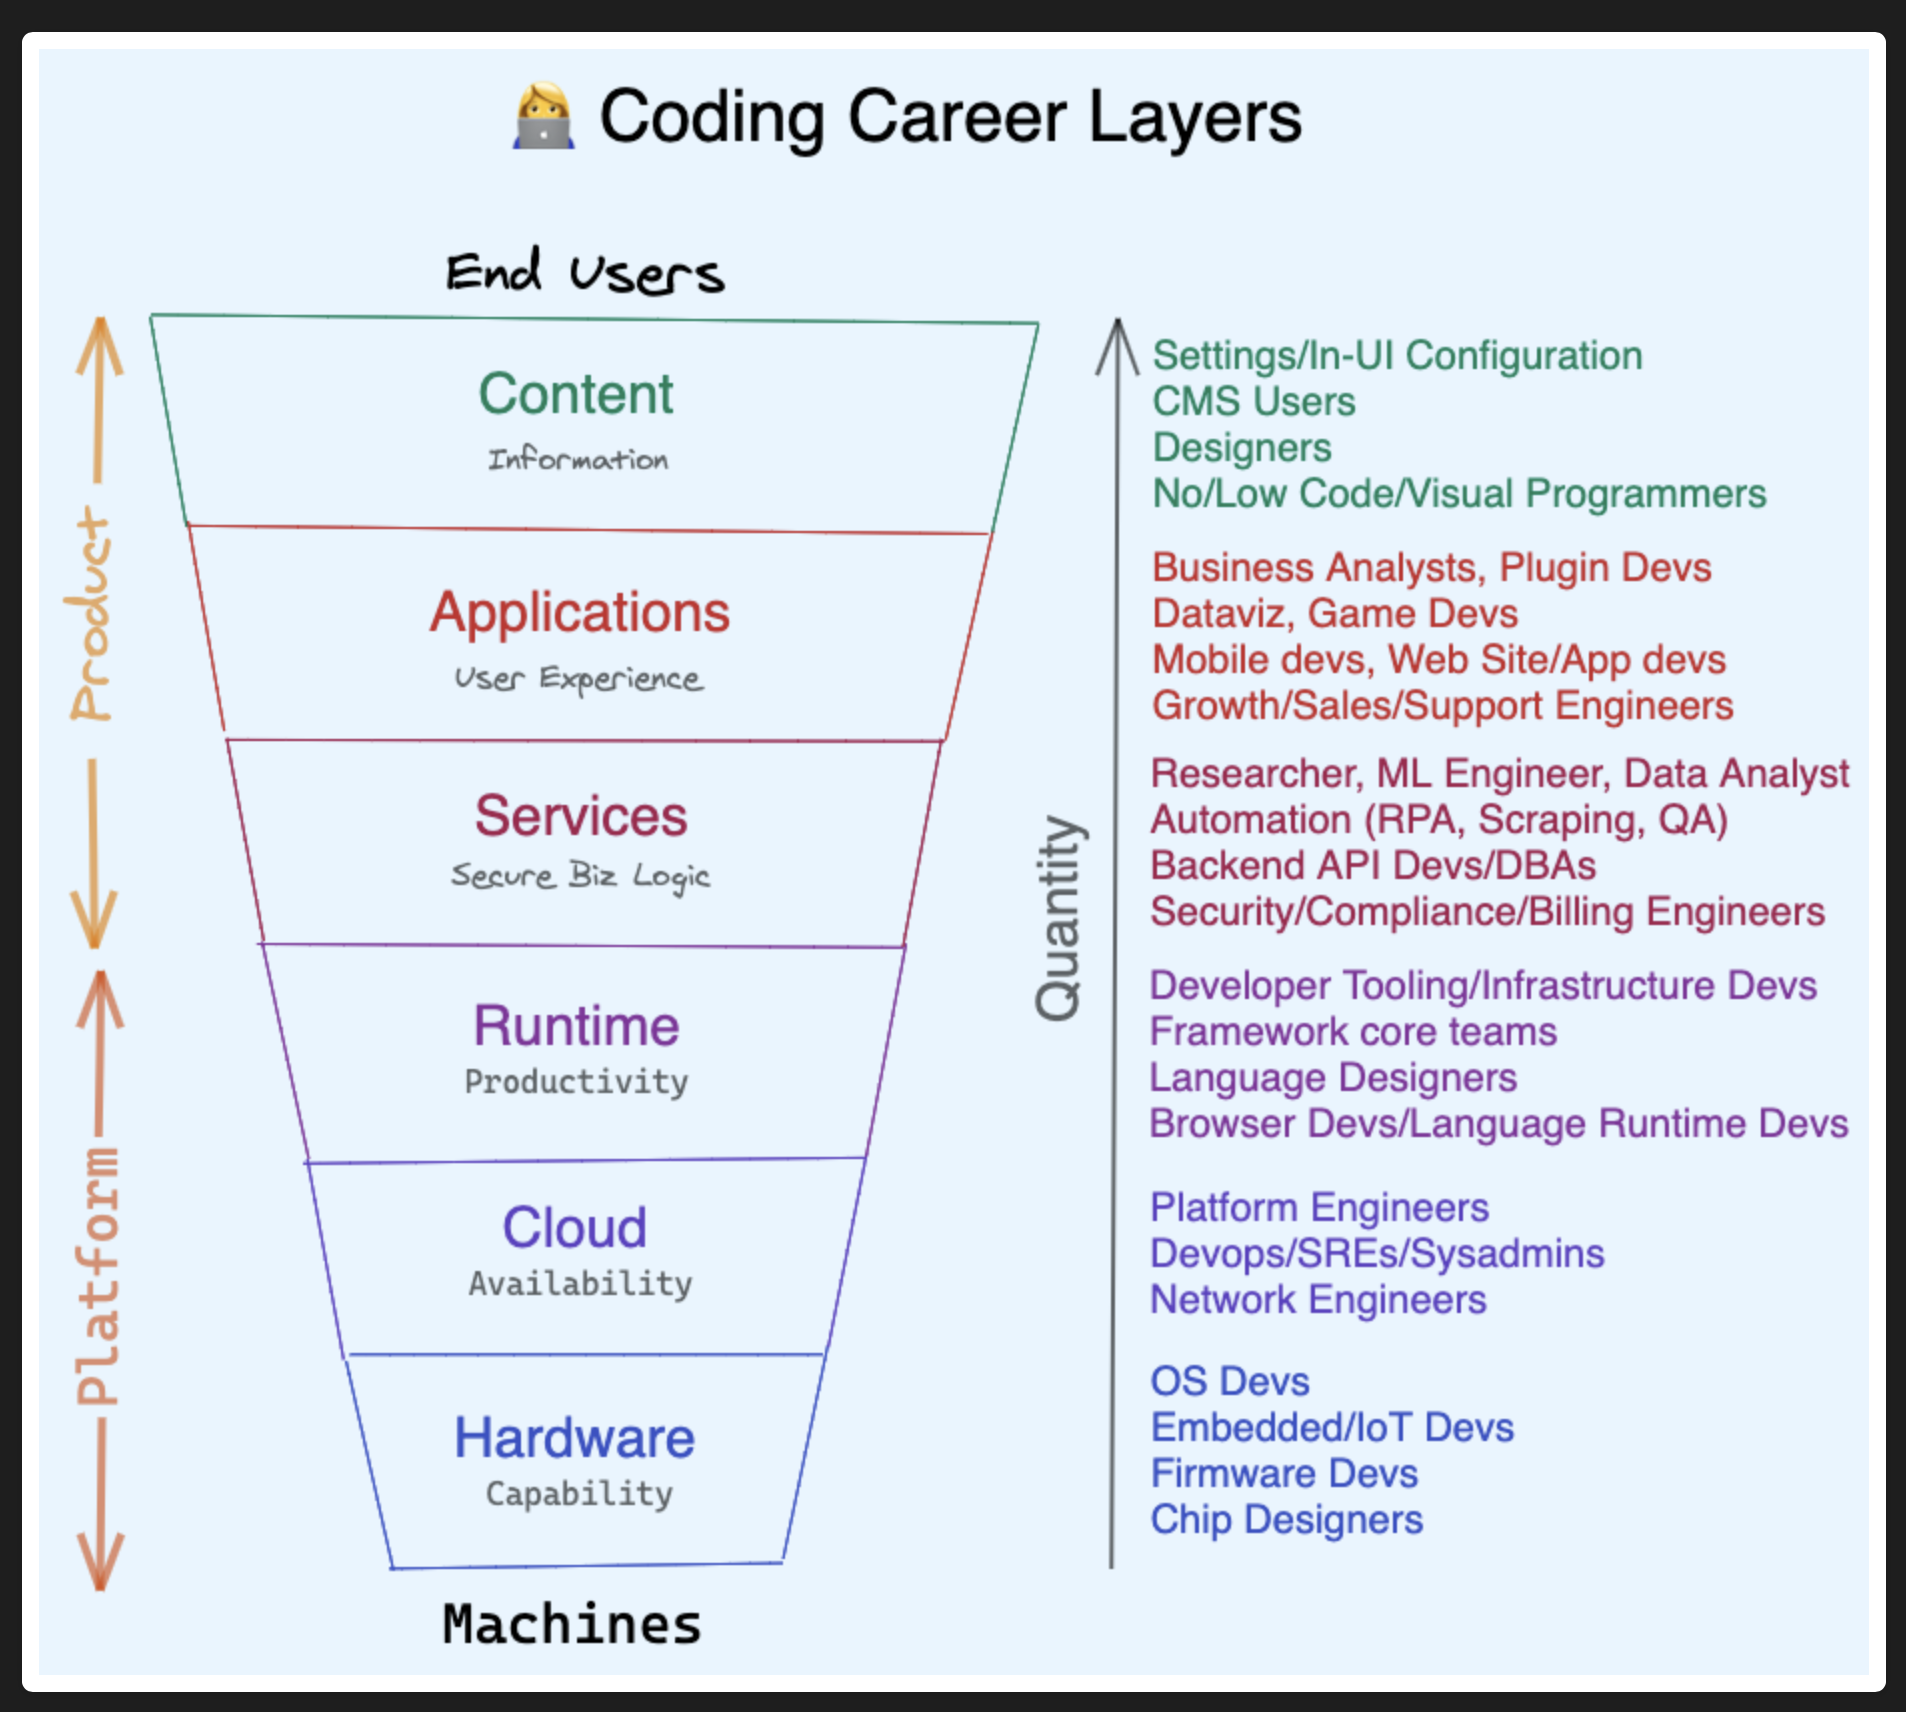 Coding Career Layers
End Users
Product
Platform
Content
Information
Applications
User Experience
Services
Secure Biz Logic
Runtime
Productivity
Cloud
Availability
Hardware
Capability
Machines
Quantity
Settings/In-UI Configuration
CMS Users
Designers
No/Low Code/Visual Programmers
Business Analysts, Plugin Devs
Dataviz, Game Devs
Mobile devs, Web Site/App devs
Growth/Sales/Support Engineers
Researcher, ML Engineer, Data Analyst
Automation (RPA, Scraping, QA)
Backend API Devs/DBAs
Security/Compliance/Billing Engineers
Developer Tooling/Infrastructure Devs
Framework core teams
Language Designers
Browser Devs/Language Runtime Devs
Platform Engineers
Devops/SREs/Sysadmins
Network Engineers
OS Devs
Embedded/IoT Devs
Firmware Devs
Chip Designers